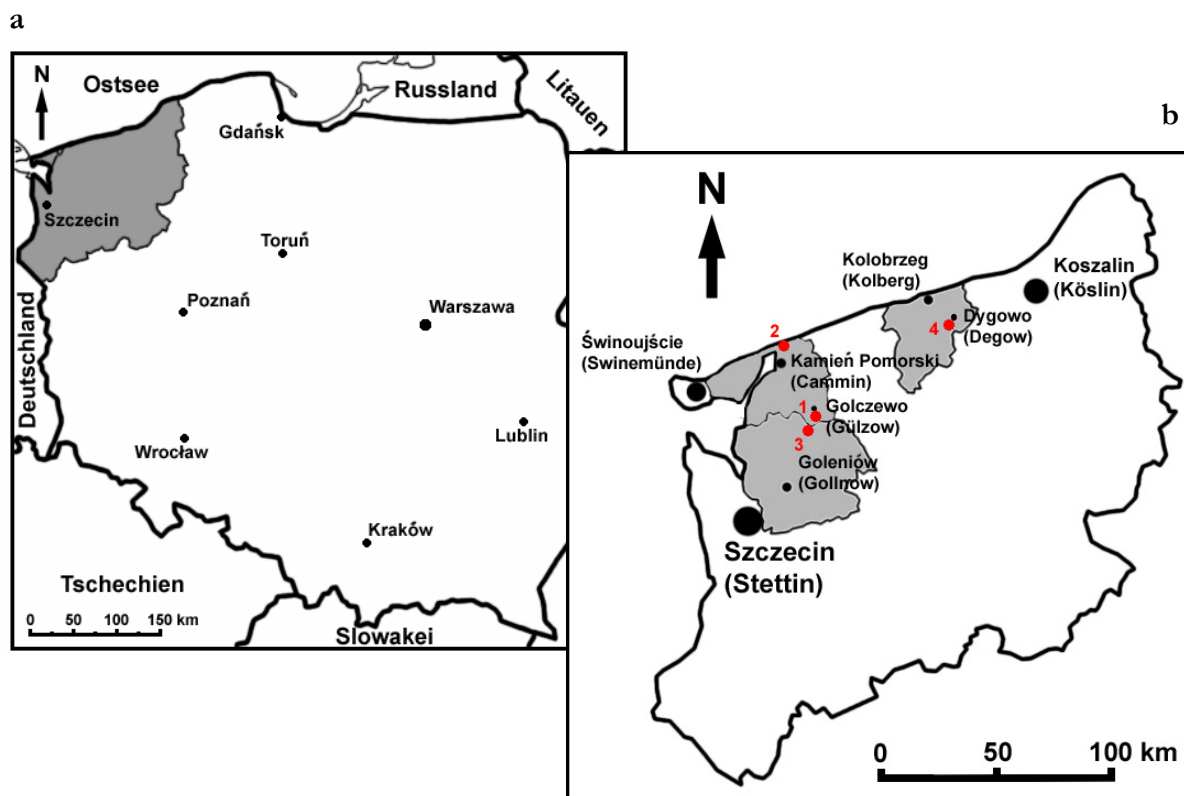 a
N
Ostsee
Russland
Litauen
Gdańsk
Szczecin
Toruń
Poznań
Warszawa
Deutschland
Wrocław
Lublin
Kraków
Tschechien
0 50 100 150 km
Slowakei
b
N
Kolobrzeg
(Kolberg)
Koszalin
(Köslin)
Dygowo
(Degow)
4
2
Świnoujście
(Swinemünde)
Kamień Pomorski
(Cammin)
1
Golczewo
(Gülzow)
3
Goleniów
(Gollnow)
Szczecin
(Stettin)
0 50 100 km